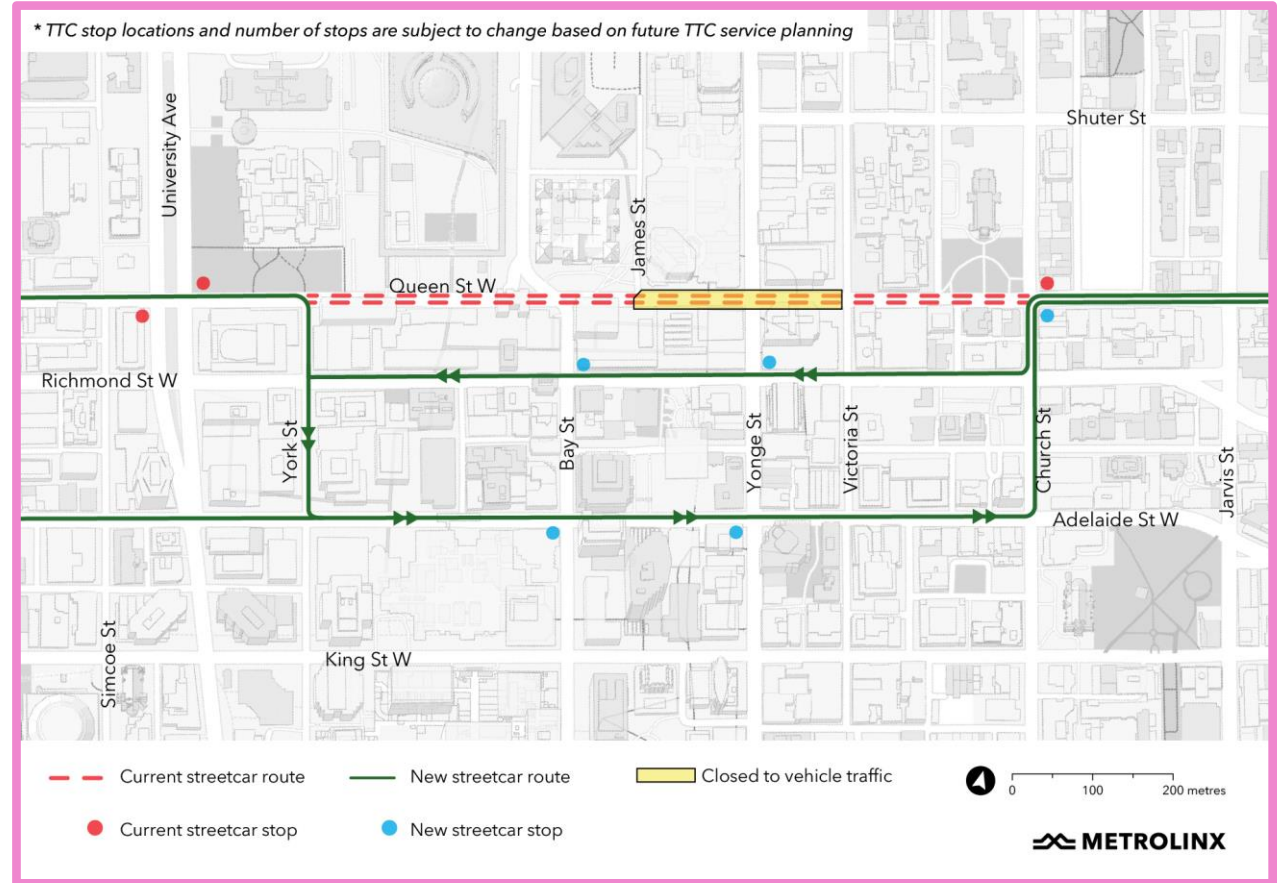 * TTC stop locations and number of stops are subject to change based on future TTC service planning
University Ave
Shuter St
James St
Queen St W
Richmond St W
York St
Bay St
Yonge St
Victoria St
Church St
Jarvis St
Adelaide St W
Simcoe St
King St W
Current streetcar route
New streetcar route
Closed to vehicle traffic
0 100 200 metres
Current streetcar stop
New streetcar stop
METROLINX